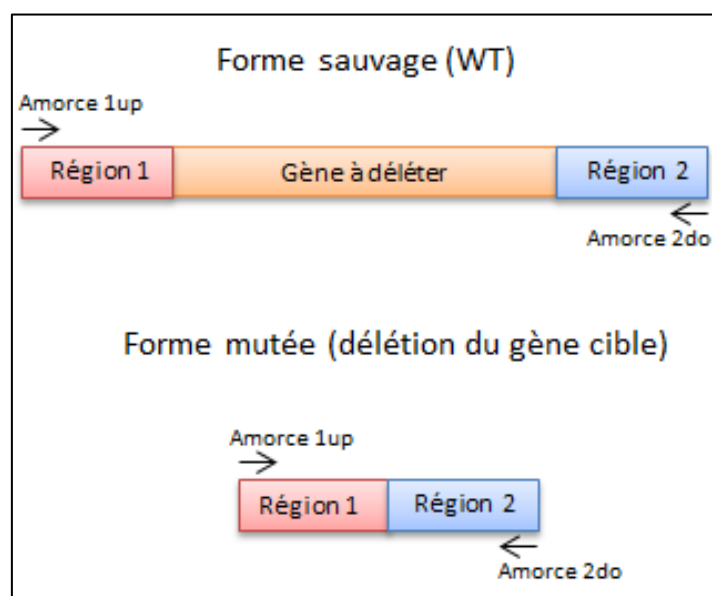 Forme sauvage (WT)
Amorce 1up
Région 1 Gène à déléter Région 2
Amorce 2do
Forme mutée (délétion du gène cible)
Amorce 1up
Région 1 Région 2
Amorce 2do